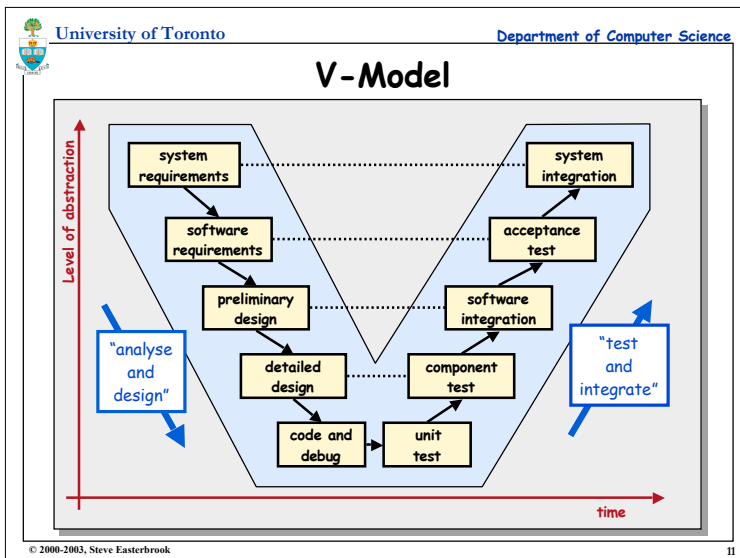 University of Toronto
Department of Computer Science
V-Model
Level of abstraction
system
requirements
system
integration
software
requirements
acceptance
test
preliminary
design
software
integration
"analyse
and
design"
"test
and
integrate"
detailed
design
component
test
code and
debug
unit
test
time
© 2000-2003, Steve Easterbrook
11